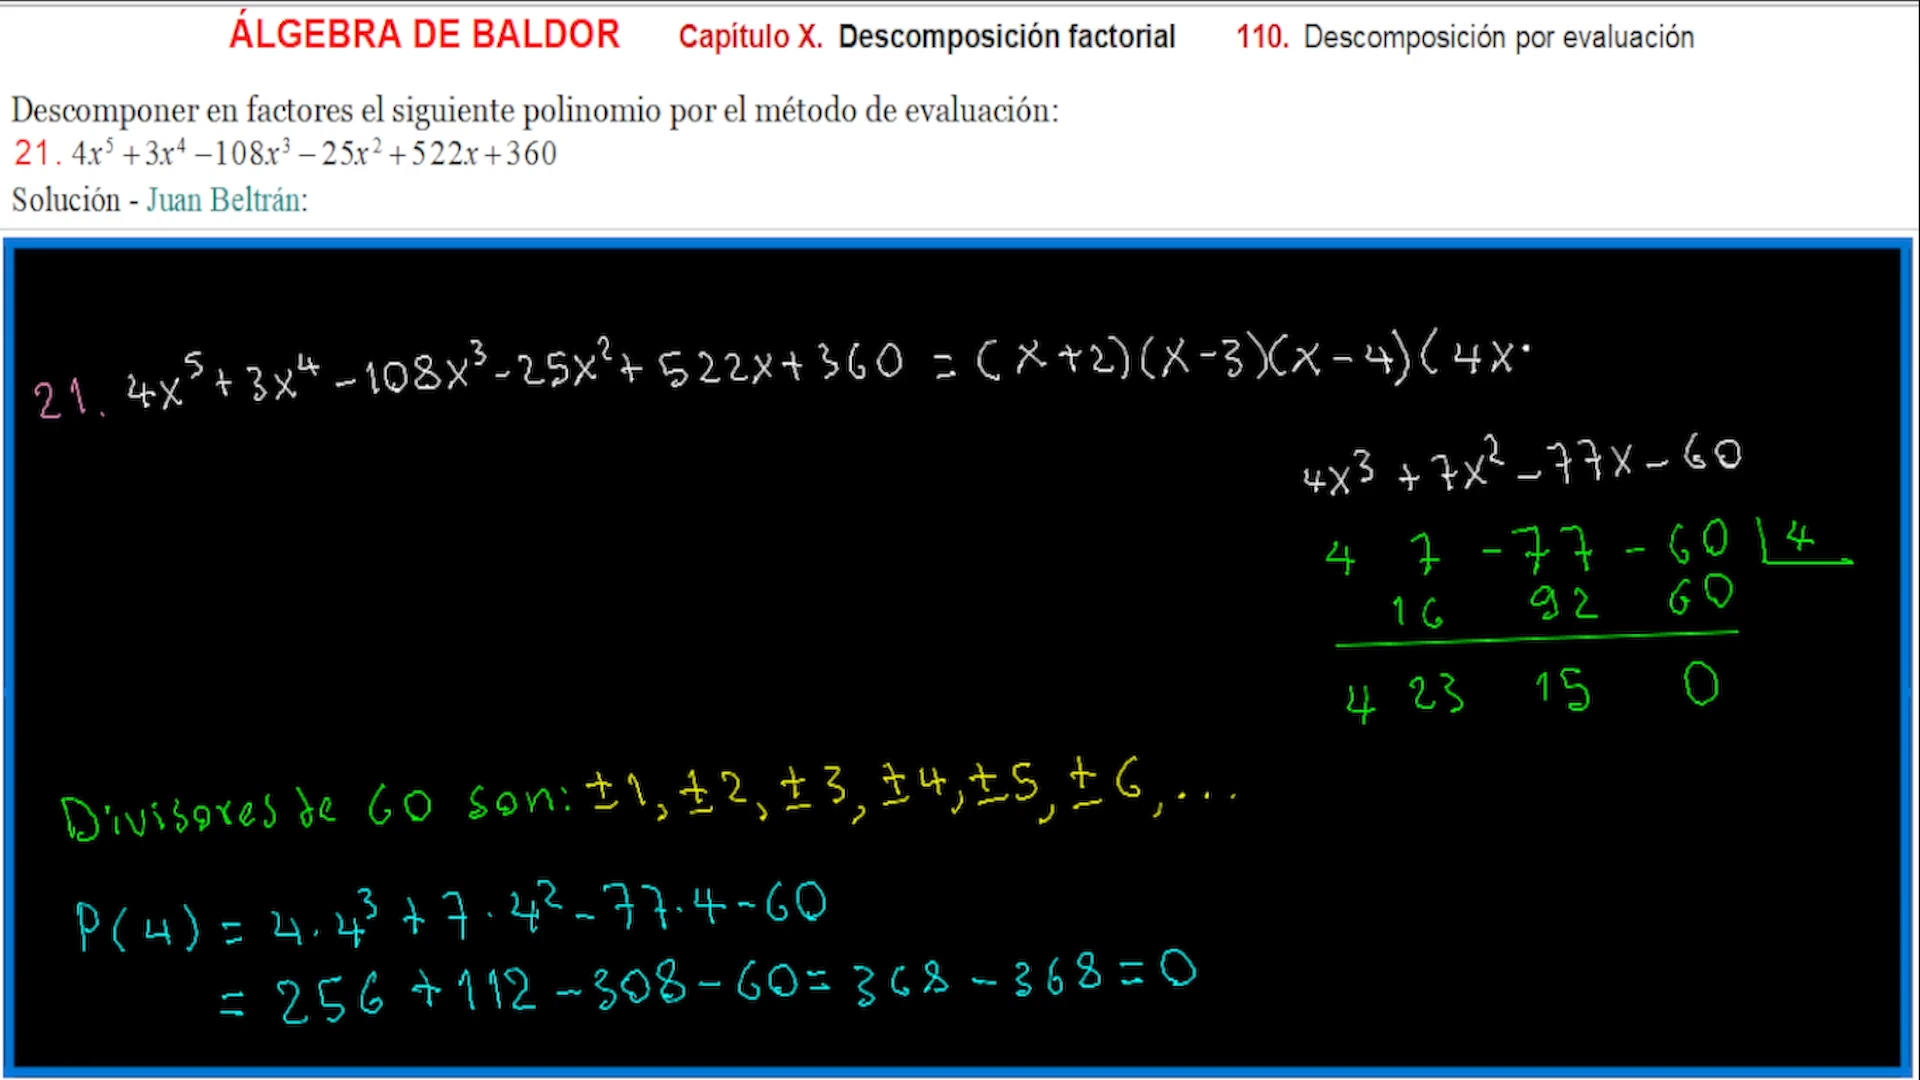 ÁLGEBRA DE BALDOR Capítulo X. Descomposición factorial 110. Descomposición por evaluación
Descomponer en factores el siguiente polinomio por el método de evaluación:
21. 4x⁵ + 3x⁴ − 108x³ − 25x² + 522x + 360
Solución - Juan Beltrán:
21. 4x⁵ + 3x⁴ - 108x³ - 25x² + 522x + 360 = (x+2)(x-3)(x-4)(4x
4x³ + 7x² - 77x - 60
4 7 -77 -60 |4
16 92 60
4 23 15 0
Divisores de 60 son: ±1, ±2, ±3, ±4, ±5, ±6, ...
P(4) = 4·4³ + 7·4² - 77·4 - 60
= 256 + 112 - 308 - 60 = 368 - 368 = 0